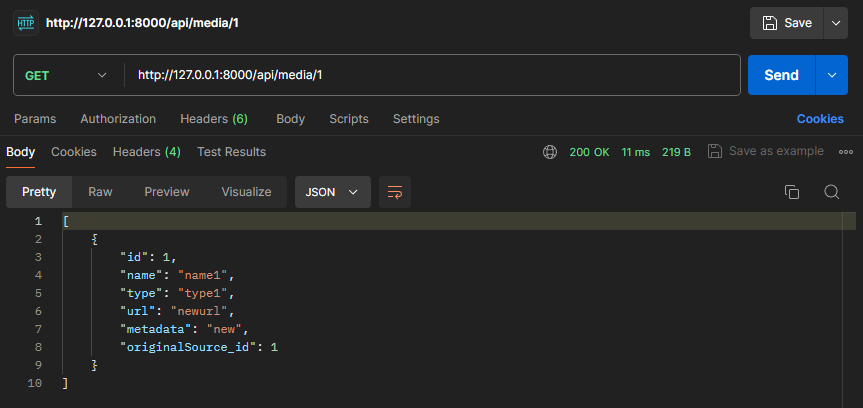 HTTP http://127.0.0.1:8000/api/media/1 Save
GET http://127.0.0.1:8000/api/media/1 Send
Params Authorization Headers (6) Body Scripts Settings Cookies
Body Cookies Headers (4) Test Results 200 OK 11 ms 219 B Save as example
Pretty Raw Preview Visualize JSON
1 [
2 {
3 "id": 1,
4 "name": "name1",
5 "type": "type1",
6 "url": "newurl",
7 "metadata": "new",
8 "originalSource_id": 1
9 }
10 ]